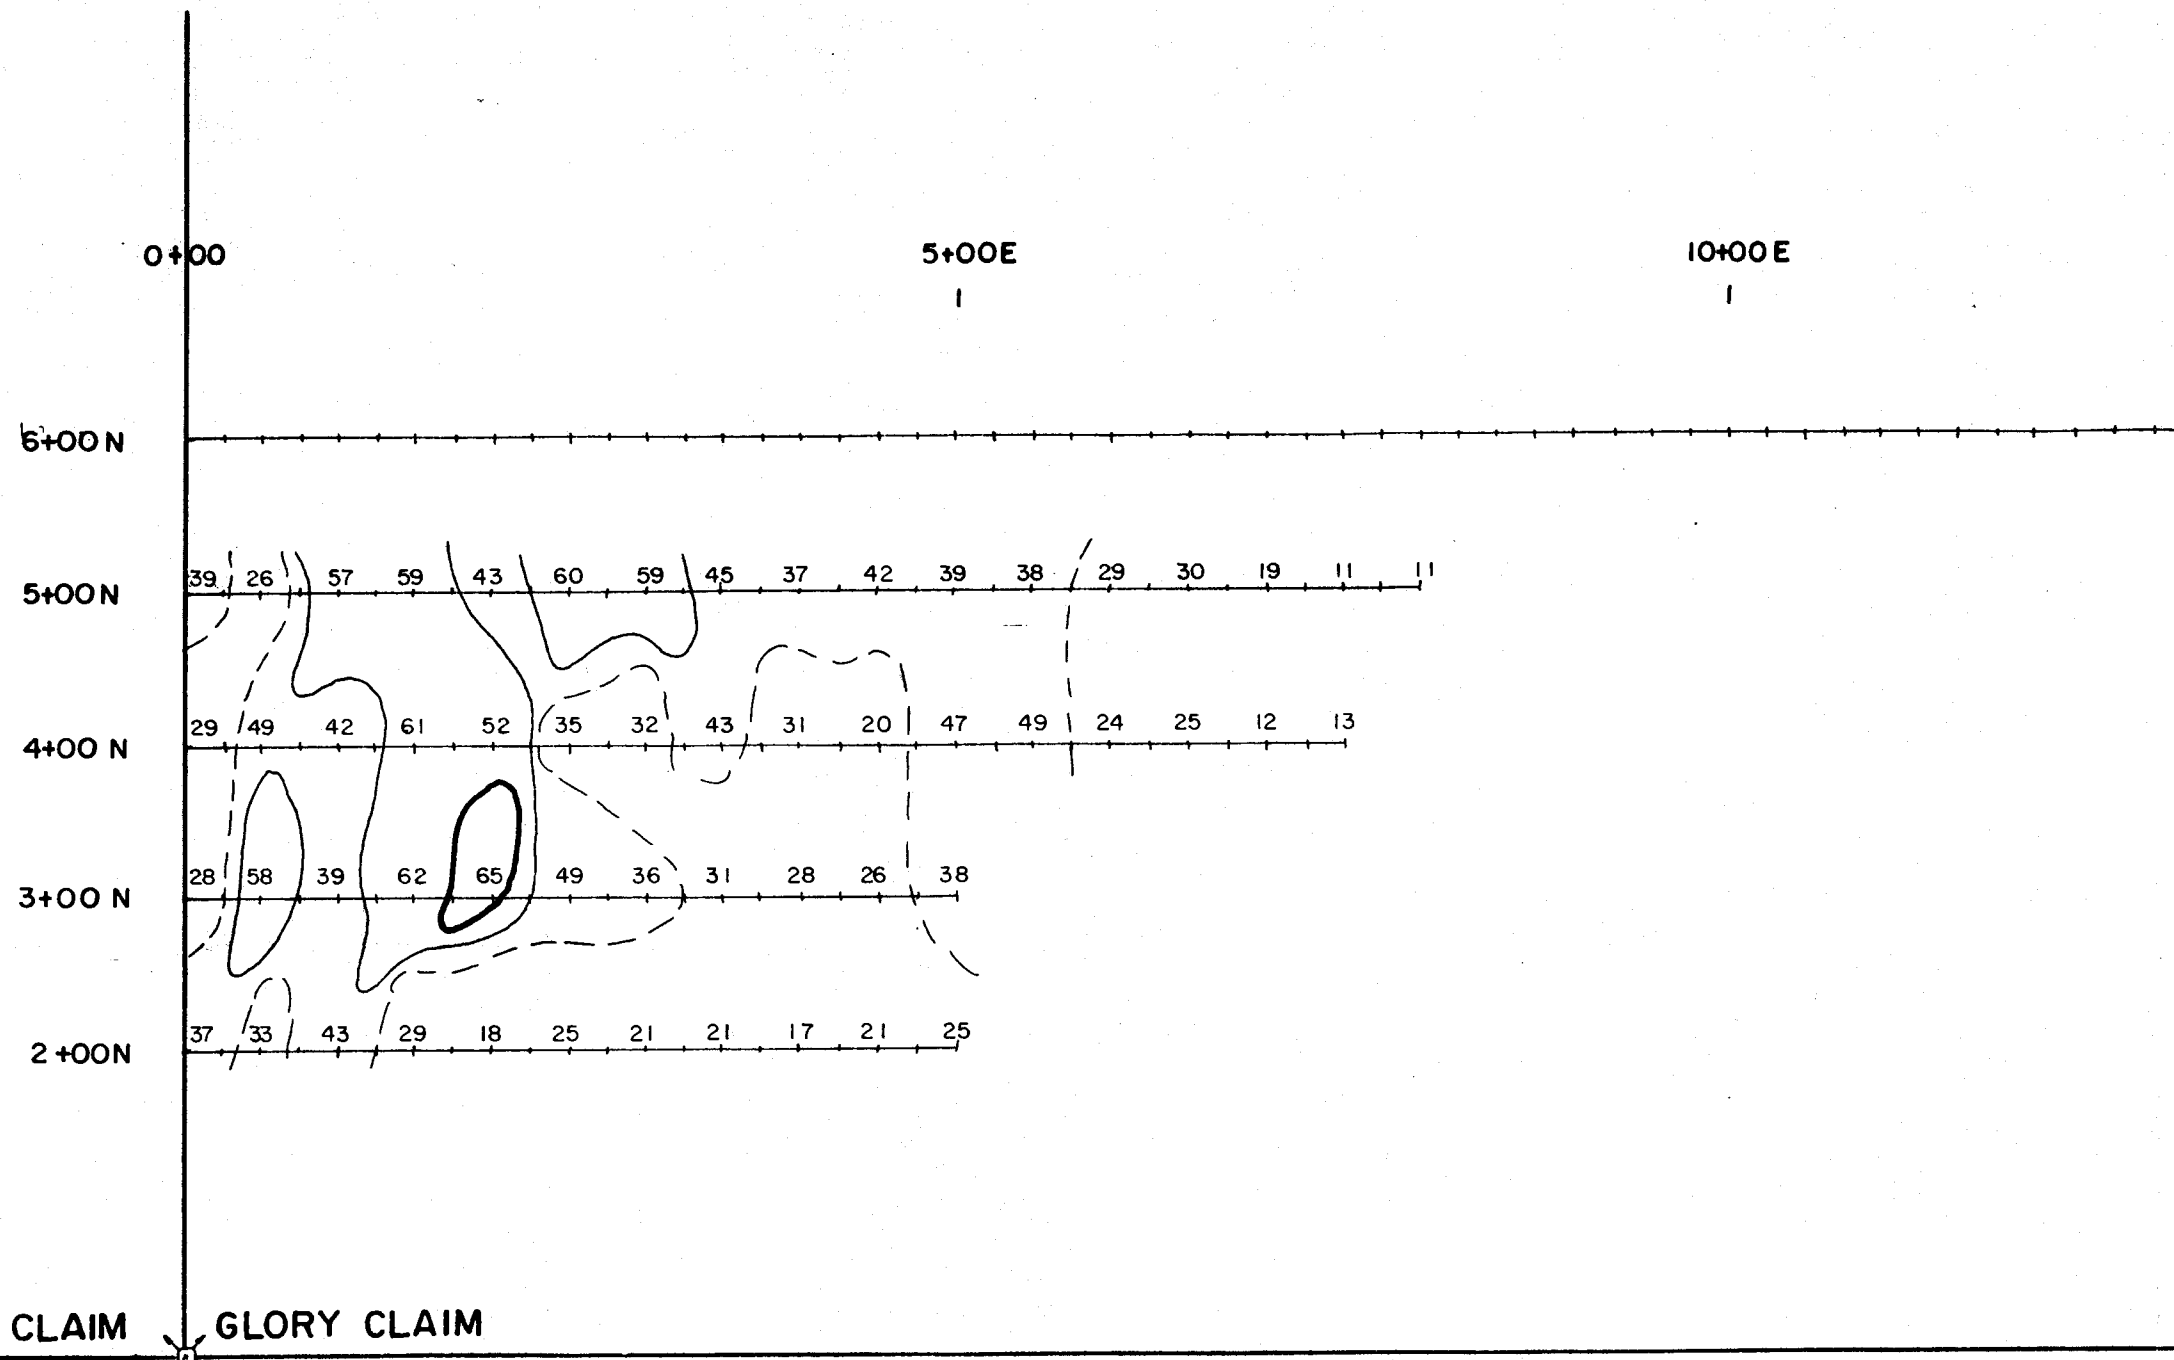 0+00 5+00E 10+00E
6+00 N
39 26 57 59 43 60 59 45 37 42 39 38 29 30 19 11 11
5+00 N
29 49 42 61 52 35 32 43 31 20 47 49 24 25 12 13
4+00 N
28 58 39 62 65 49 36 31 28 26 38
3+00 N
37 33 43 29 18 25 21 21 17 21 25
2+00N
CLAIM GLORY CLAIM